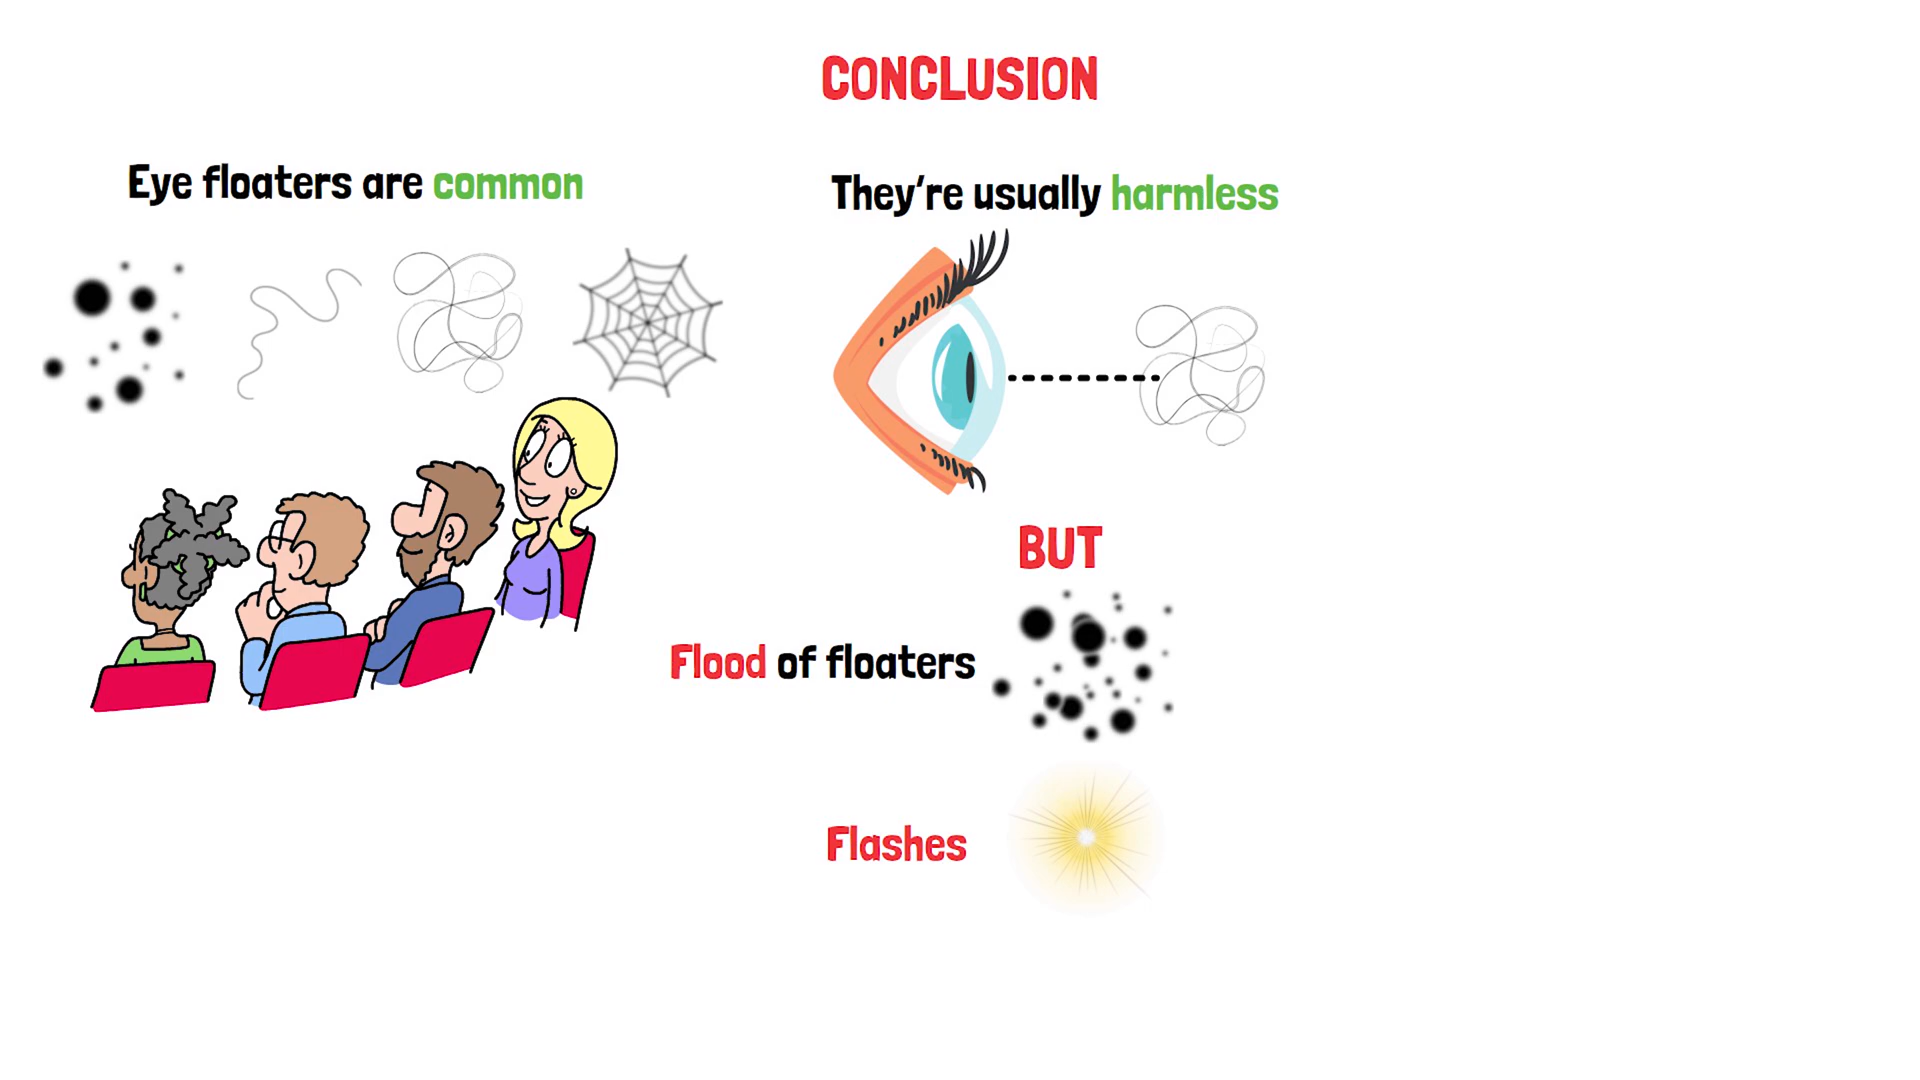 CONCLUSION
Eye floaters are common
They're usually harmless
BUT
Flood of floaters
Flashes